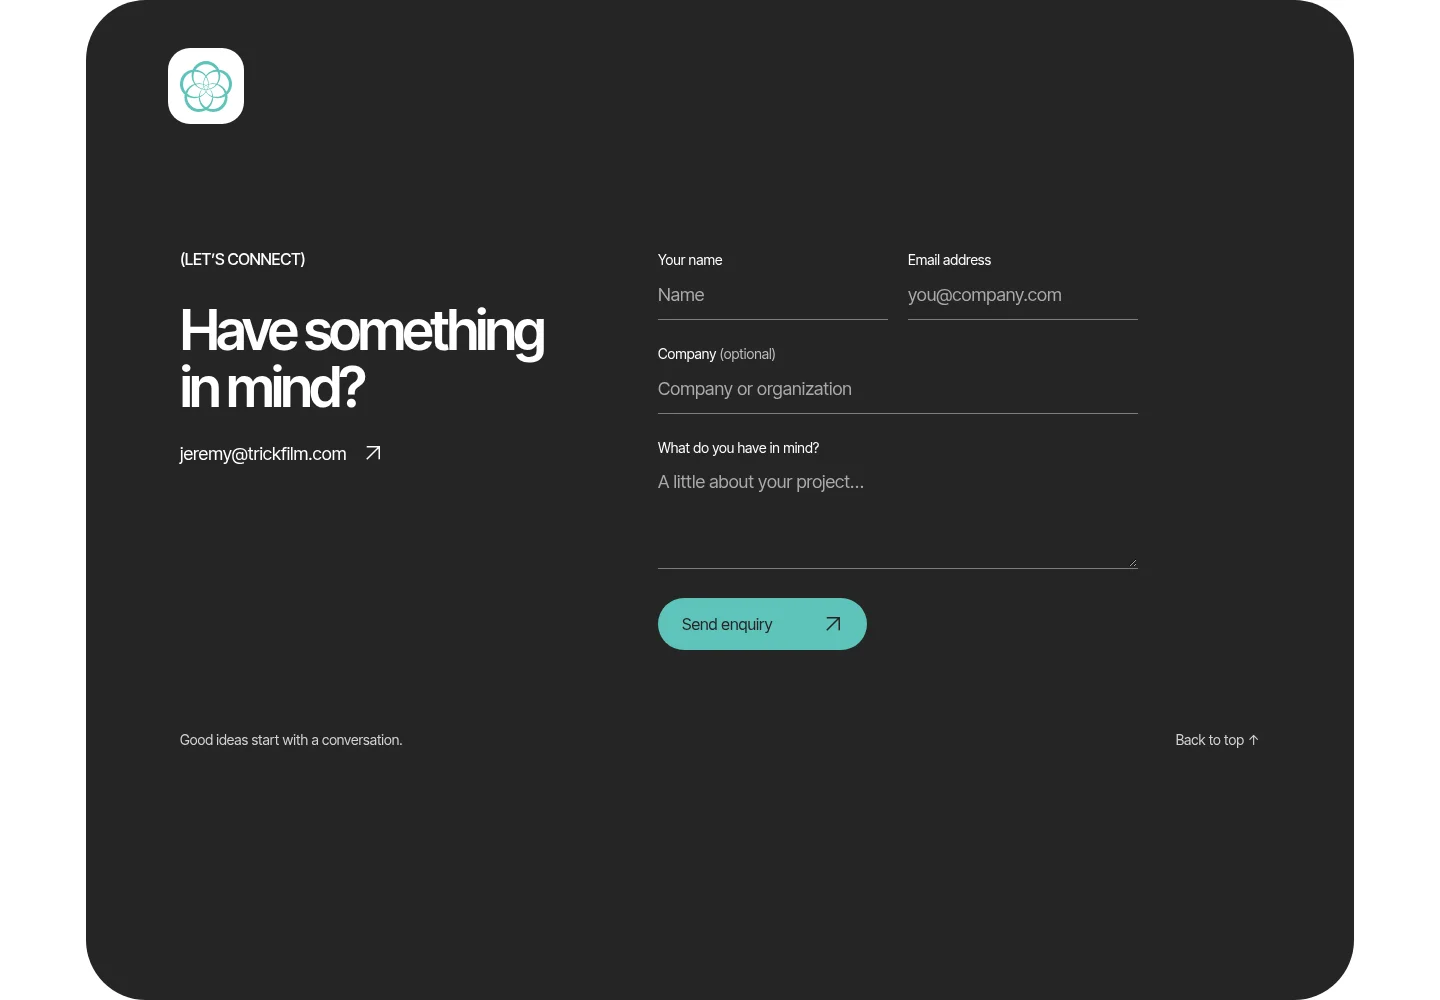 (LET’S CONNECT)
Have something
in mind?
jeremy@trickfilm.com
Your name
Email address
Name
you@company.com
Company (optional)
Company or organization
What do you have in mind?
A little about your project...
Send enquiry
Good ideas start with a conversation.
Back to top ↑